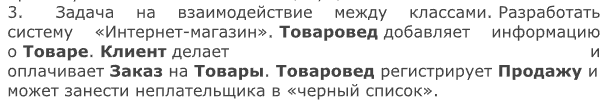 3. Задача на взаимодействие между классами. Разработать
систему «Интернет-магазин». Товаровед добавляет информацию
о Товаре. Клиент делает и
оплачивает Заказ на Товары. Товаровед регистрирует Продажу и
может занести неплательщика в «черный список».